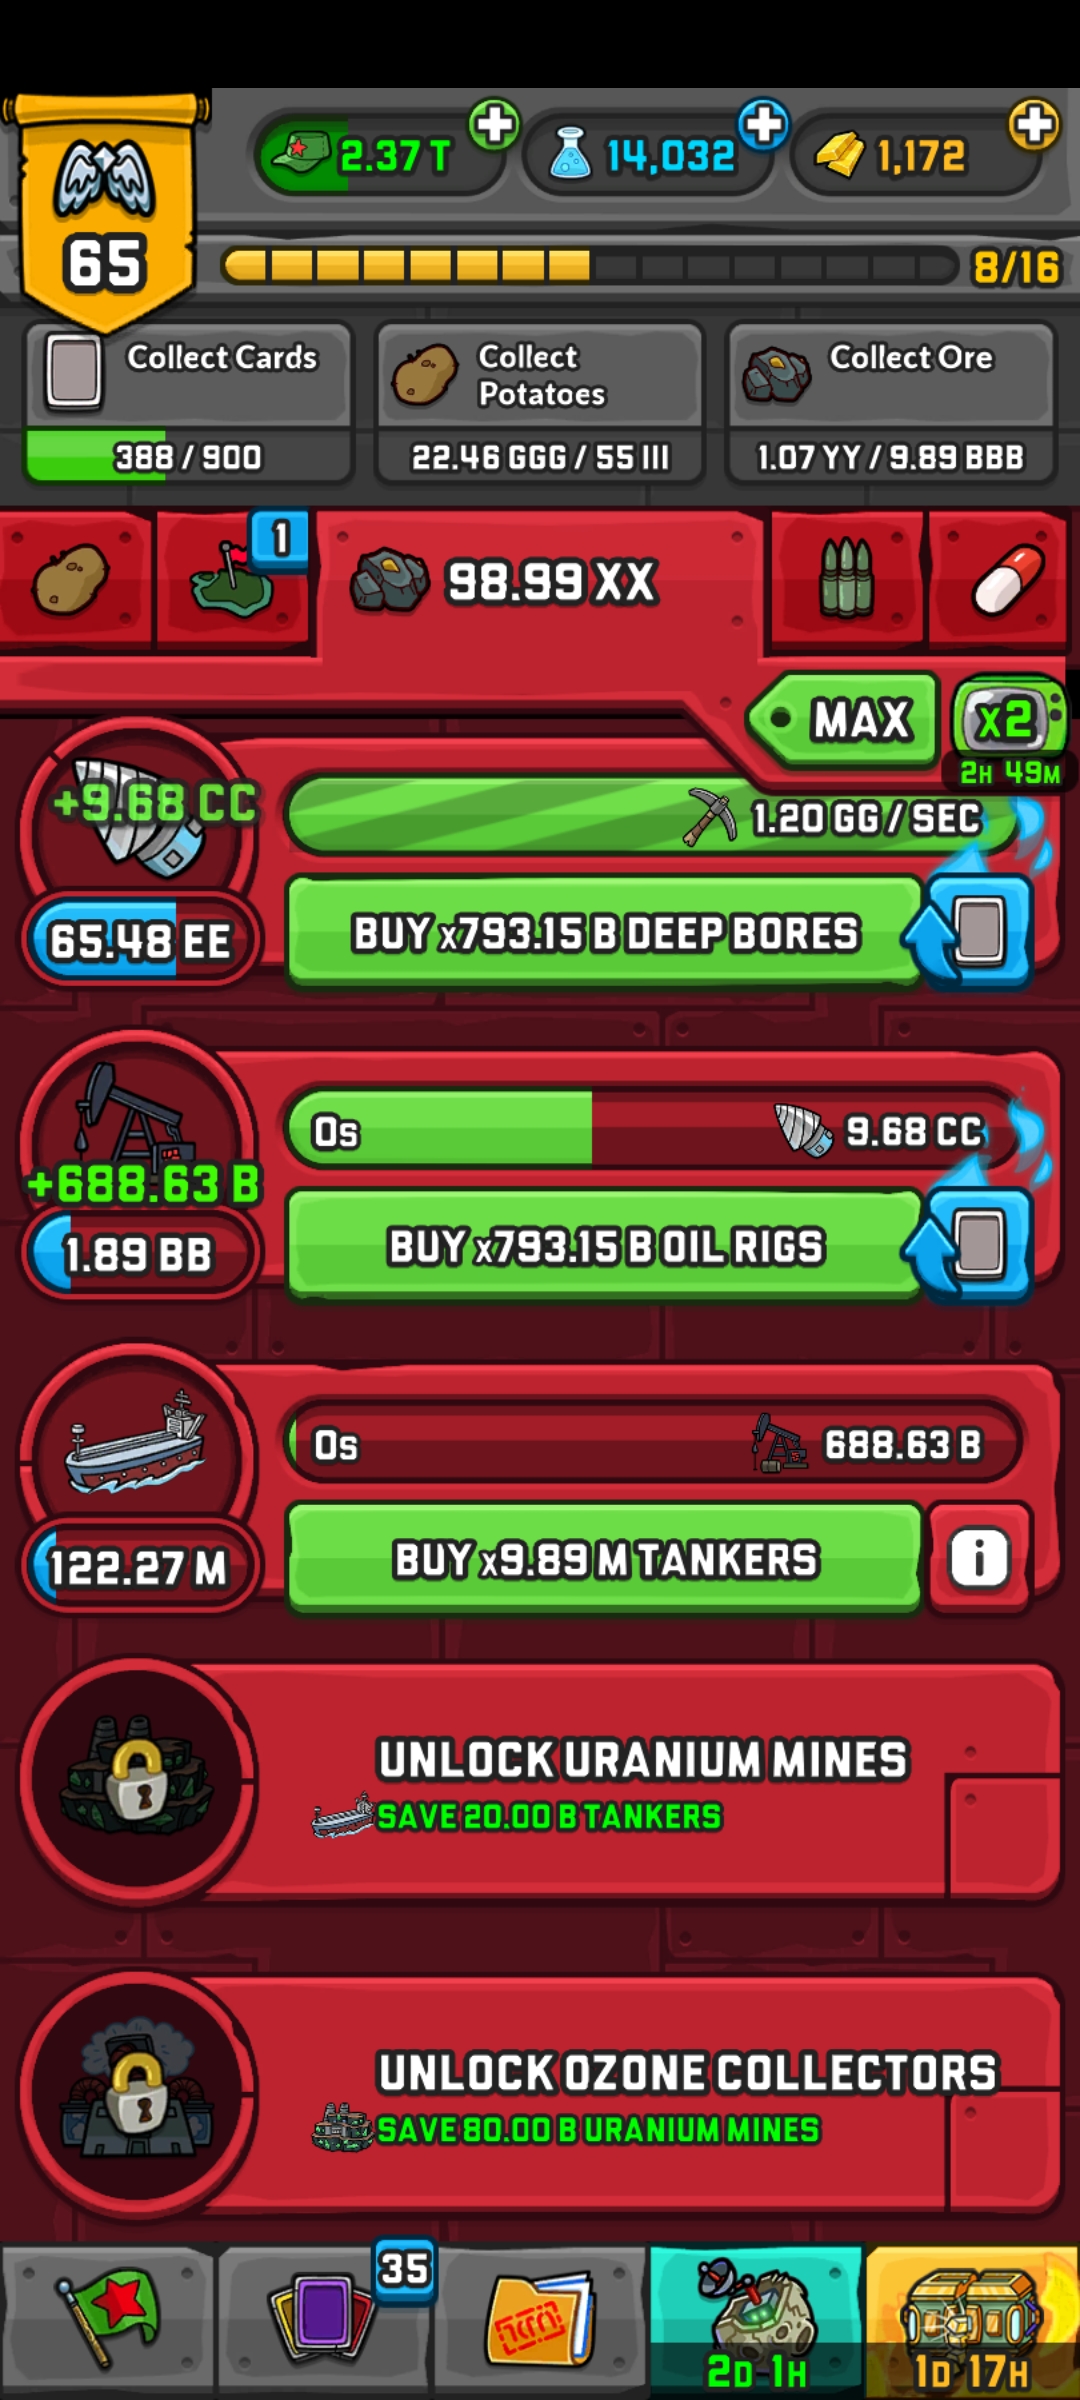 2.37 T
14,032
1,172
65
8/16
Collect Cards
388 / 900
Collect
Potatoes
22.46 GGG / 55 III
Collect Ore
1.07 YY / 9.89 BBB
1
98.99 XX
MAX
x2
2H 49M
+9.68 CC
1.20 GG / SEC
65.48 EE
BUY x793.15 B DEEP BORES
0s
9.68 CC
+688.63 B
1.89 BB
BUY x793.15 B OIL RIGS
0s
688.63 B
122.27 M
BUY x9.89 M TANKERS
i
UNLOCK URANIUM MINES
SAVE 20.00 B TANKERS
UNLOCK OZONE COLLECTORS
SAVE 80.00 B URANIUM MINES
35
2D 1H
1D 17H